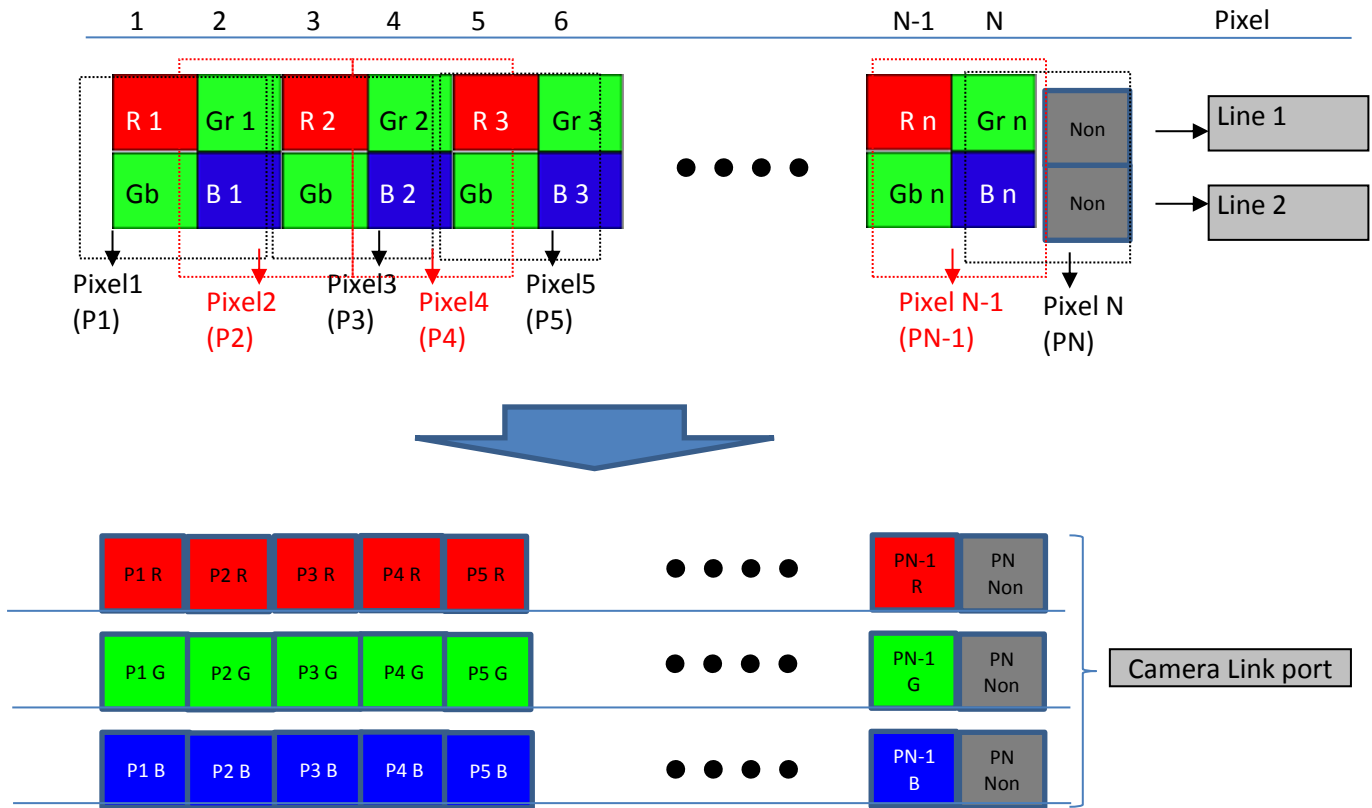 1 2 3 4 5 6 N-1 N Pixel
R 1 Gr 1 R 2 Gr 2 R 3 Gr 3 R n Gr n Non Line 1
Gb B 1 Gb B 2 Gb B 3 Gb n B n Non Line 2
Pixel1 Pixel2 Pixel3 Pixel4 Pixel5 Pixel N-1 Pixel N
(P1) (P2) (P3) (P4) (P5) (PN-1) (PN)
P1 R P2 R P3 R P4 R P5 R PN-1 PN
R Non
P1 G P2 G P3 G P4 G P5 G PN-1 PN Camera Link port
G Non
P1 B P2 B P3 B P4 B P5 B PN-1 PN
B Non